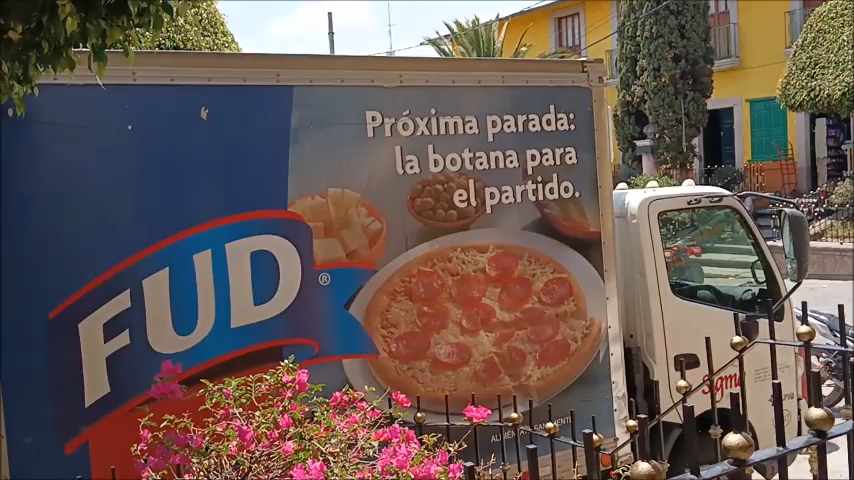 Próxima parada:
la botana para
el partido.
FUD®
Sigma